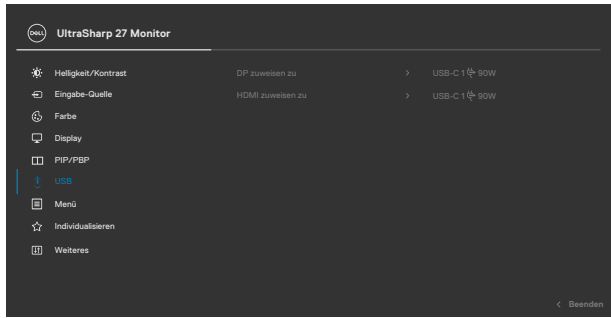 DELL UltraSharp 27 Monitor
Helligkeit/Kontrast DP zuweisen zu > USB-C 1 90W
Eingabe-Quelle HDMI zuweisen zu > USB-C 1 90W
Farbe
Display
PIP/PBP
USB
Menü
Individualisieren
Weiteres
< Beenden